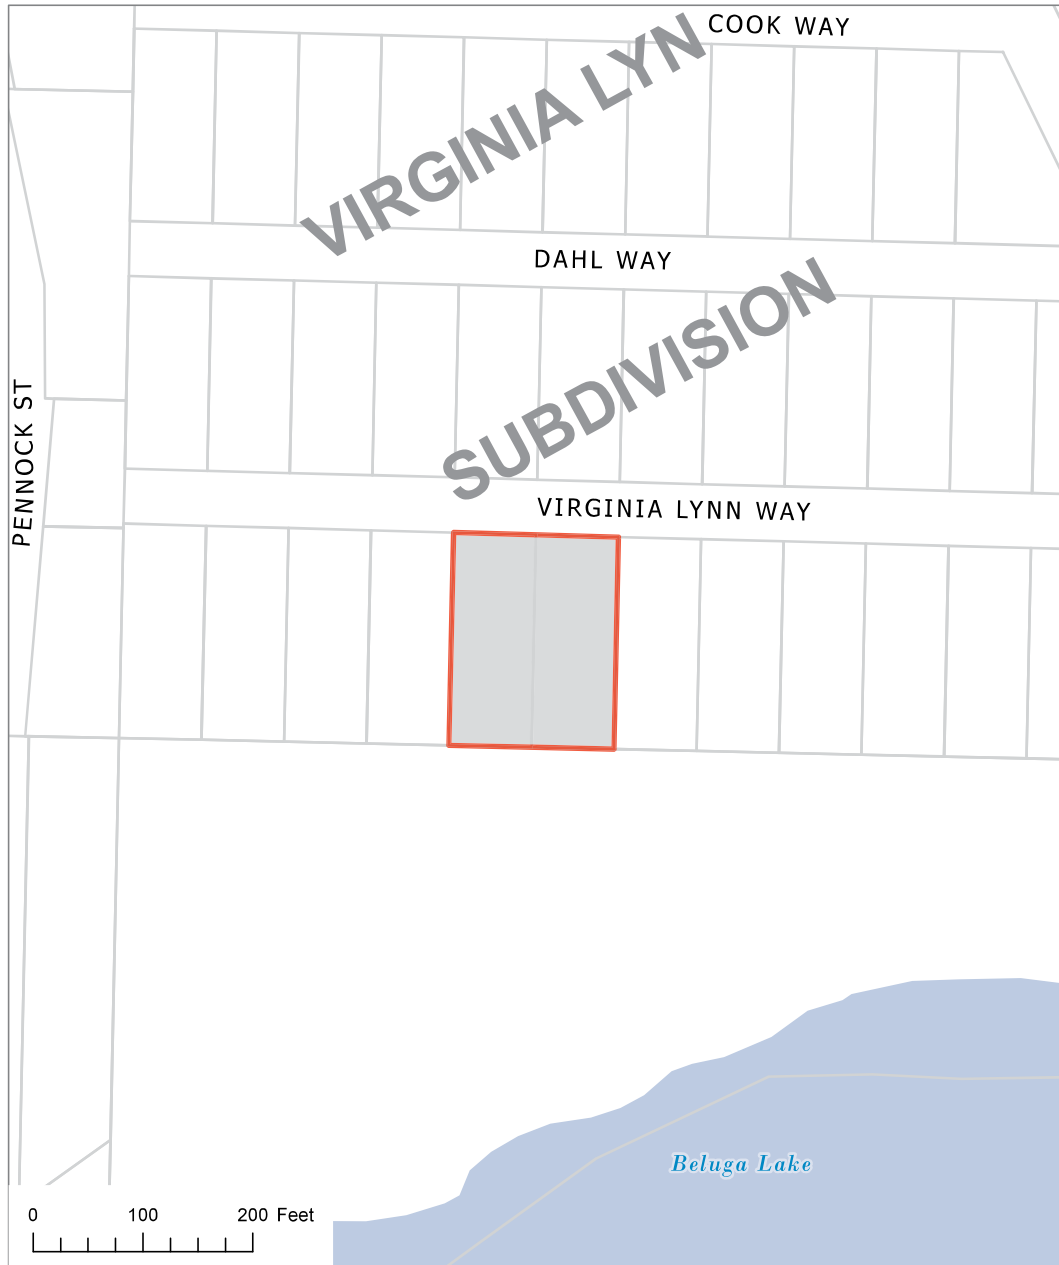 COOK WAY
VIRGINIA LYN
DAHL WAY
SUBDIVISION
PENNOCK ST
VIRGINIA LYNN WAY
Beluga Lake
0 100 200 Feet